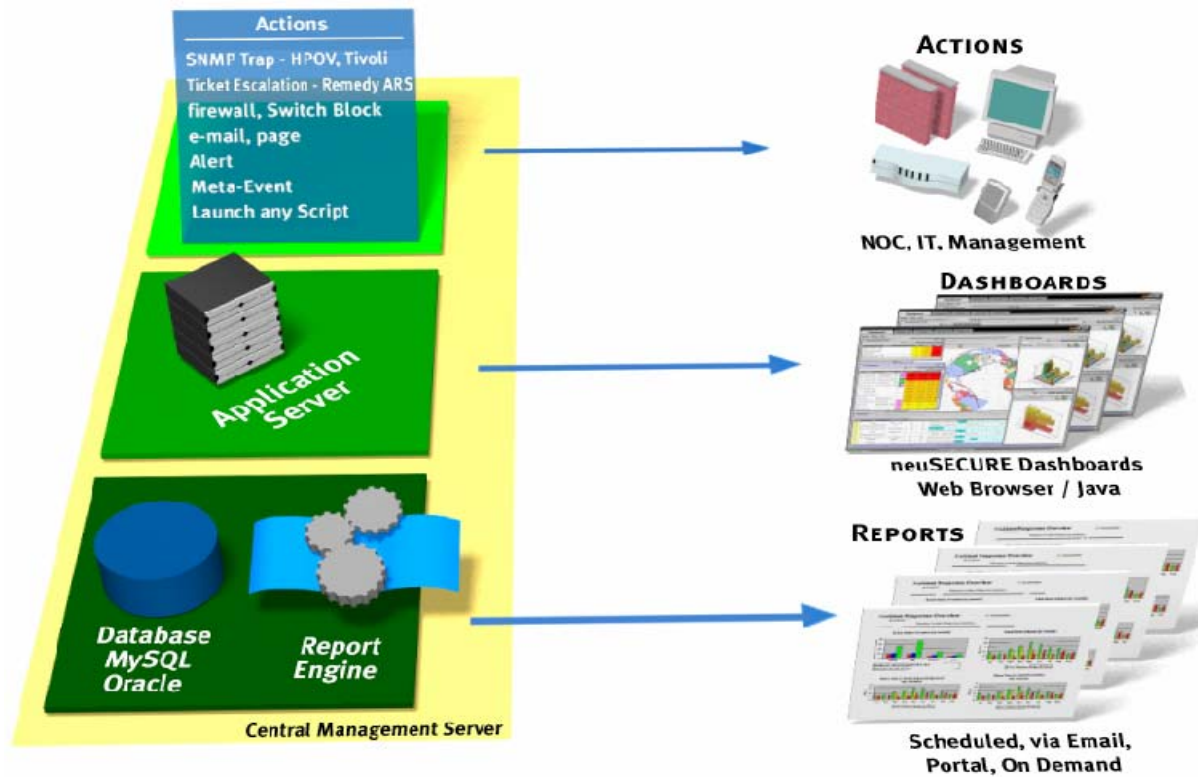 Actions
SNMP Trap - HPOV, Tivoli
Ticket Escalation - Remedy ARS
firewall, Switch Block
e-mail, page
Alert
Meta-Event
Launch any Script
Application
Server
Database
MySQL
Oracle
Report
Engine
Central Management Server
ACTIONS
NOC, IT, Management
DASHBOARDS
neuSECURE Dashboards
Web Browser / Java
REPORTS
Scheduled, via Email,
Portal, On Demand